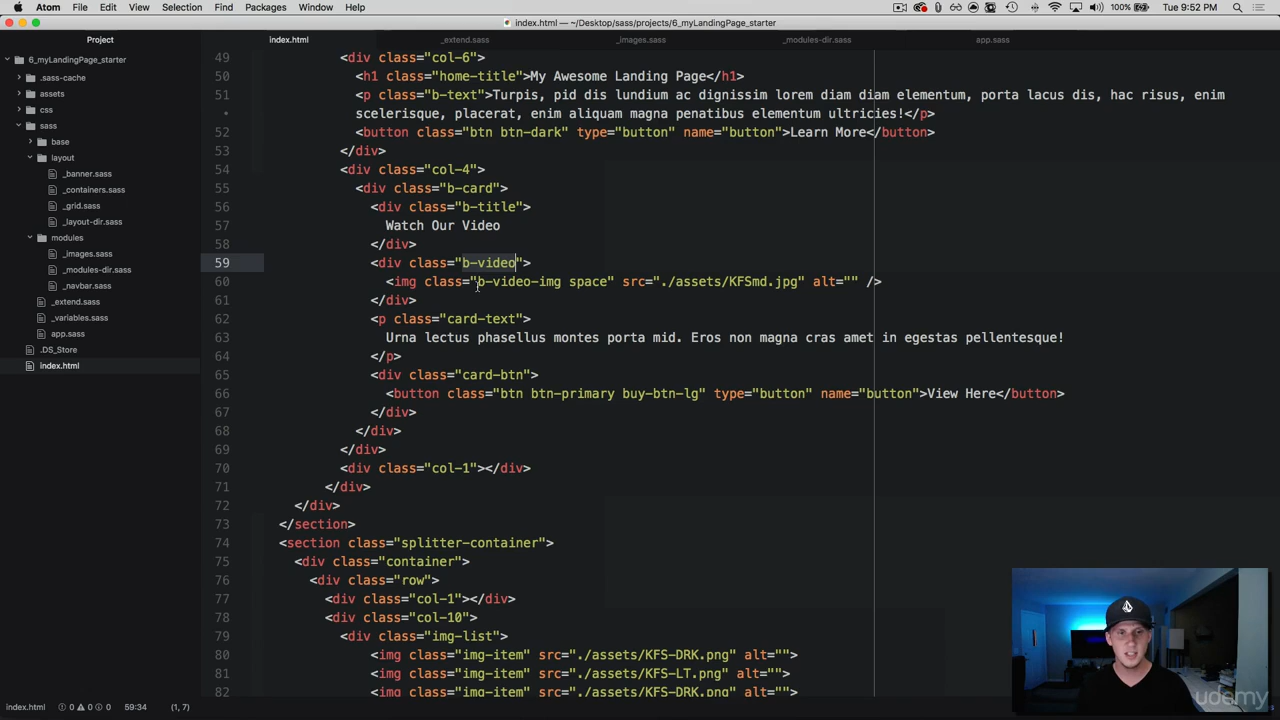 Atom File Edit View Selection Find Packages Window Help 100% Tue 9:52 PM
index.html — ~/Desktop/sass/projects/6_myLandingPage_starter
Project
index.html _extend.sass _images.sass _modules-dir.sass app.sass
6_myLandingPage_starter
.sass-cache
assets
css
sass
base
layout
_banner.sass
_containers.sass
_grid.sass
_layout-dir.sass
modules
_images.sass
_modules-dir.sass
_navbar.sass
_extend.sass
_variables.sass
app.sass
.DS_Store
index.html
49 <div class="col-6">
50 <h1 class="home-title">My Awesome Landing Page</h1>
51 <p class="b-text">Turpis, pid dis lundium ac dignissim lorem diam diam elementum, porta lacus dis, hac risus, enim
• scelerisque, placerat, enim aliquam magna penatibus elementum ultricies!</p>
52 <button class="btn btn-dark" type="button" name="button">Learn More</button>
53 </div>
54 <div class="col-4">
55 <div class="b-card">
56 <div class="b-title">
57 Watch Our Video
58 </div>
59 <div class="b-video">
60 <img class="b-video-img space" src="./assets/KFSmd.jpg" alt="" />
61 </div>
62 <p class="card-text">
63 Urna lectus phasellus montes porta mid. Eros non magna cras amet in egestas pellentesque!
64 </p>
65 <div class="card-btn">
66 <button class="btn btn-primary buy-btn-lg" type="button" name="button">View Here</button>
67 </div>
68 </div>
69 </div>
70 <div class="col-1"></div>
71 </div>
72 </div>
73 </section>
74 <section class="splitter-container">
75 <div class="container">
76 <div class="row">
77 <div class="col-1"></div>
78 <div class="col-10">
79 <div class="img-list">
80 <img class="img-item" src="./assets/KFS-DRK.png" alt="">
81 <img class="img-item" src="./assets/KFS-LT.png" alt="">
82 <img class="img-item" src="./assets/KFS-DRK.png" alt="">
index.html 0 0 0 59:34 (1, 7)
udemy